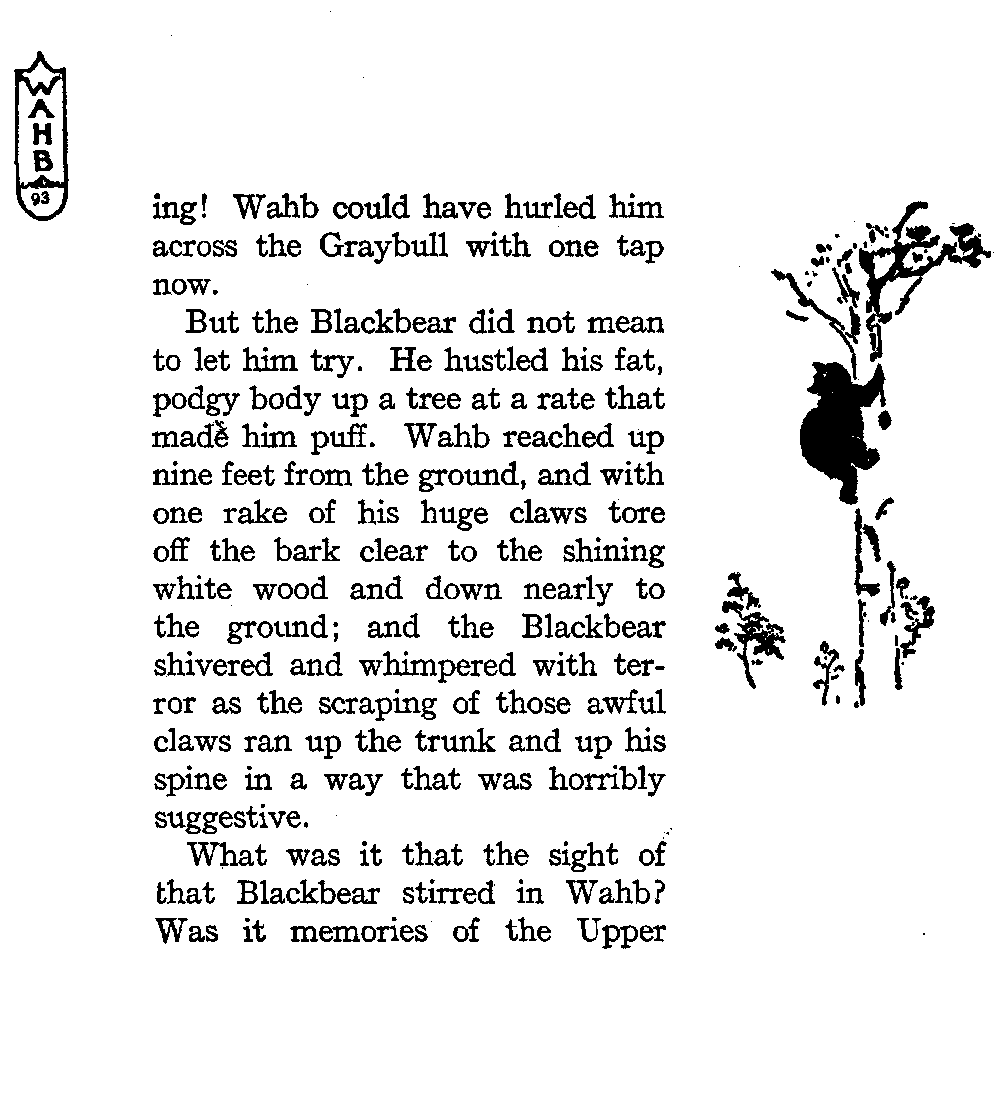 WAHB
93
ing! Wahb could have hurled him
across the Graybull with one tap
now.
But the Blackbear did not mean
to let him try. He hustled his fat,
podgy body up a tree at a rate that
made him puff. Wahb reached up
nine feet from the ground, and with
one rake of his huge claws tore
off the bark clear to the shining
white wood and down nearly to
the ground; and the Blackbear
shivered and whimpered with ter-
ror as the scraping of those awful
claws ran up the trunk and up his
spine in a way that was horribly
suggestive.
What was it that the sight of
that Blackbear stirred in Wahb?
Was it memories of the Upper